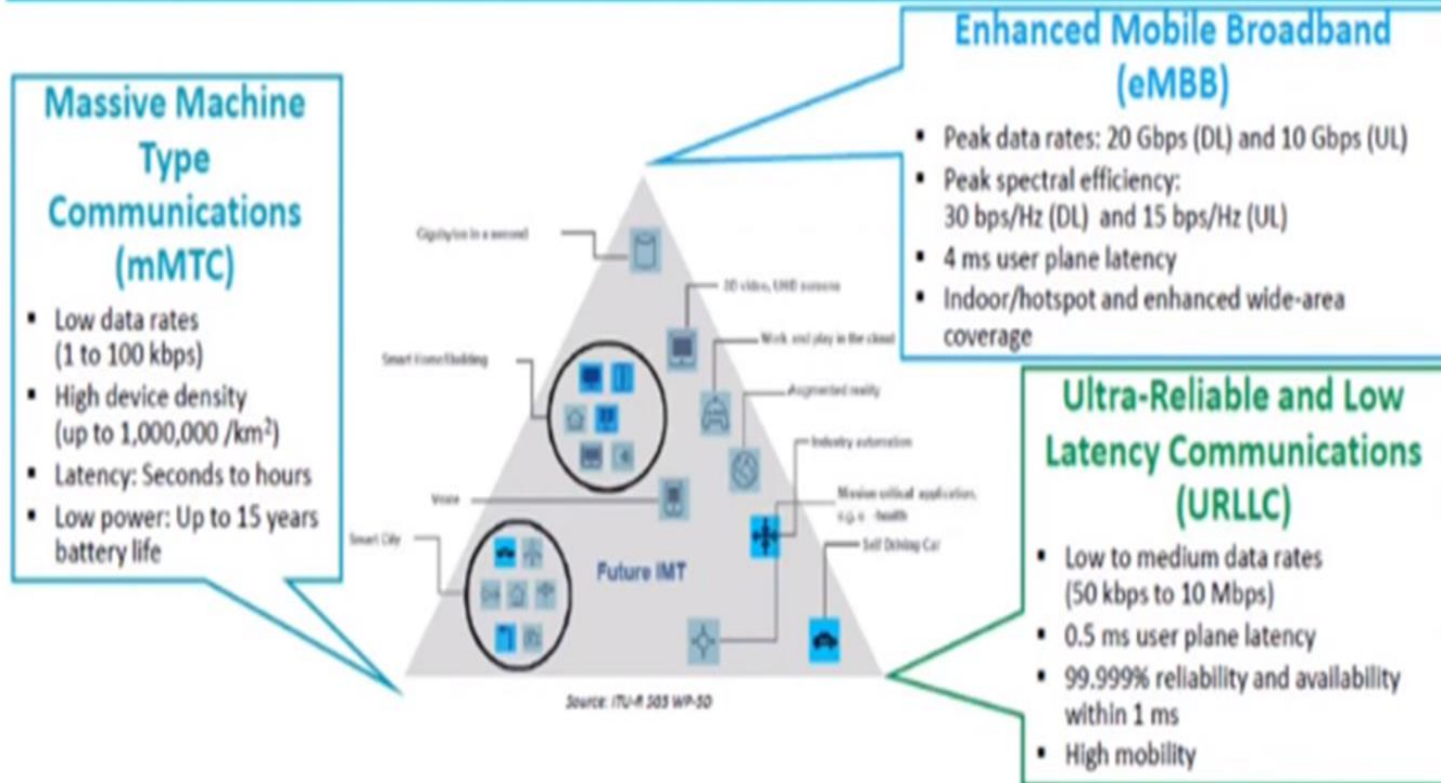 Enhanced Mobile Broadband
(eMBB)
▪ Peak data rates: 20 Gbps (DL) and 10 Gbps (UL)
▪ Peak spectral efficiency:
30 bps/Hz (DL) and 15 bps/Hz (UL)
▪ 4 ms user plane latency
▪ Indoor/hotspot and enhanced wide-area
coverage
Massive Machine
Type
Communications
(mMTC)
▪ Low data rates
(1 to 100 kbps)
▪ High device density
(up to 1,000,000 /km²)
▪ Latency: Seconds to hours
▪ Low power: Up to 15 years
battery life
Gigabytes in a second
3D video, UHD screens
Work and play in the cloud
Smart Home/Building
Augmented reality
Industry automation
Mission critical application,
e.g. health
Voice
Smart City
Self Driving Car
Future IMT
Ultra-Reliable and Low
Latency Communications
(URLLC)
▪ Low to medium data rates
(50 kbps to 10 Mbps)
▪ 0.5 ms user plane latency
▪ 99.999% reliability and availability
within 1 ms
▪ High mobility
Source: ITU-R